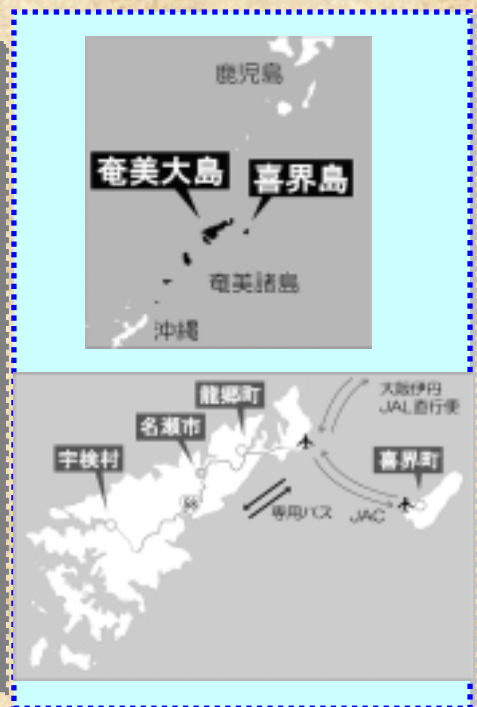 鹿児島
奄美大島
喜界島
奄美諸島
沖縄
大阪伊丹
JAL直行便
龍郷町
名瀬市
宇検村
喜界町
58
専用バス
JAC